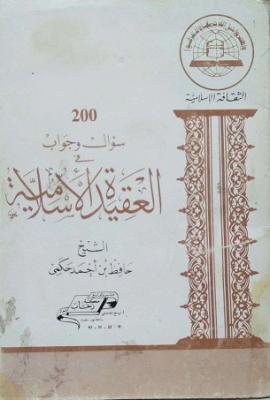 الثقافة الإسلامية
200
سؤال وجواب
في
العقيدة الإسلامية
الشيخ
حافظ بن أحمد حكمي